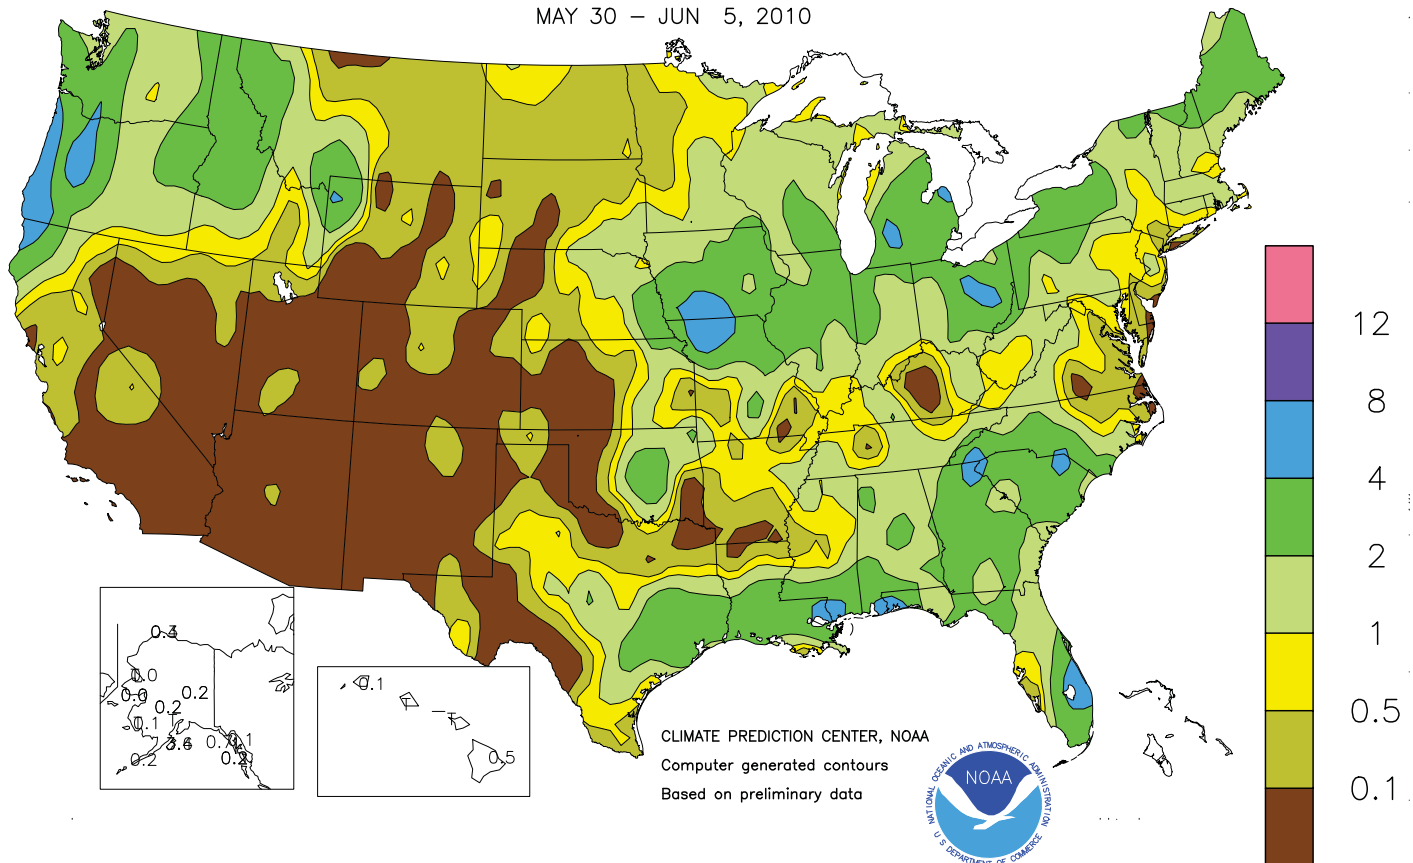 MAY 30 - JUN 5, 2010
12
8
4
2
1
0.5
0.1
0.2
0.2
0.1
0.2
0.1
0.5
CLIMATE PREDICTION CENTER, NOAA
Computer generated contours
Based on preliminary data
NATIONAL OCEANIC AND ATMOSPHERIC ADMINISTRATION
NOAA
U S DEPARTMENT OF COMMERCE